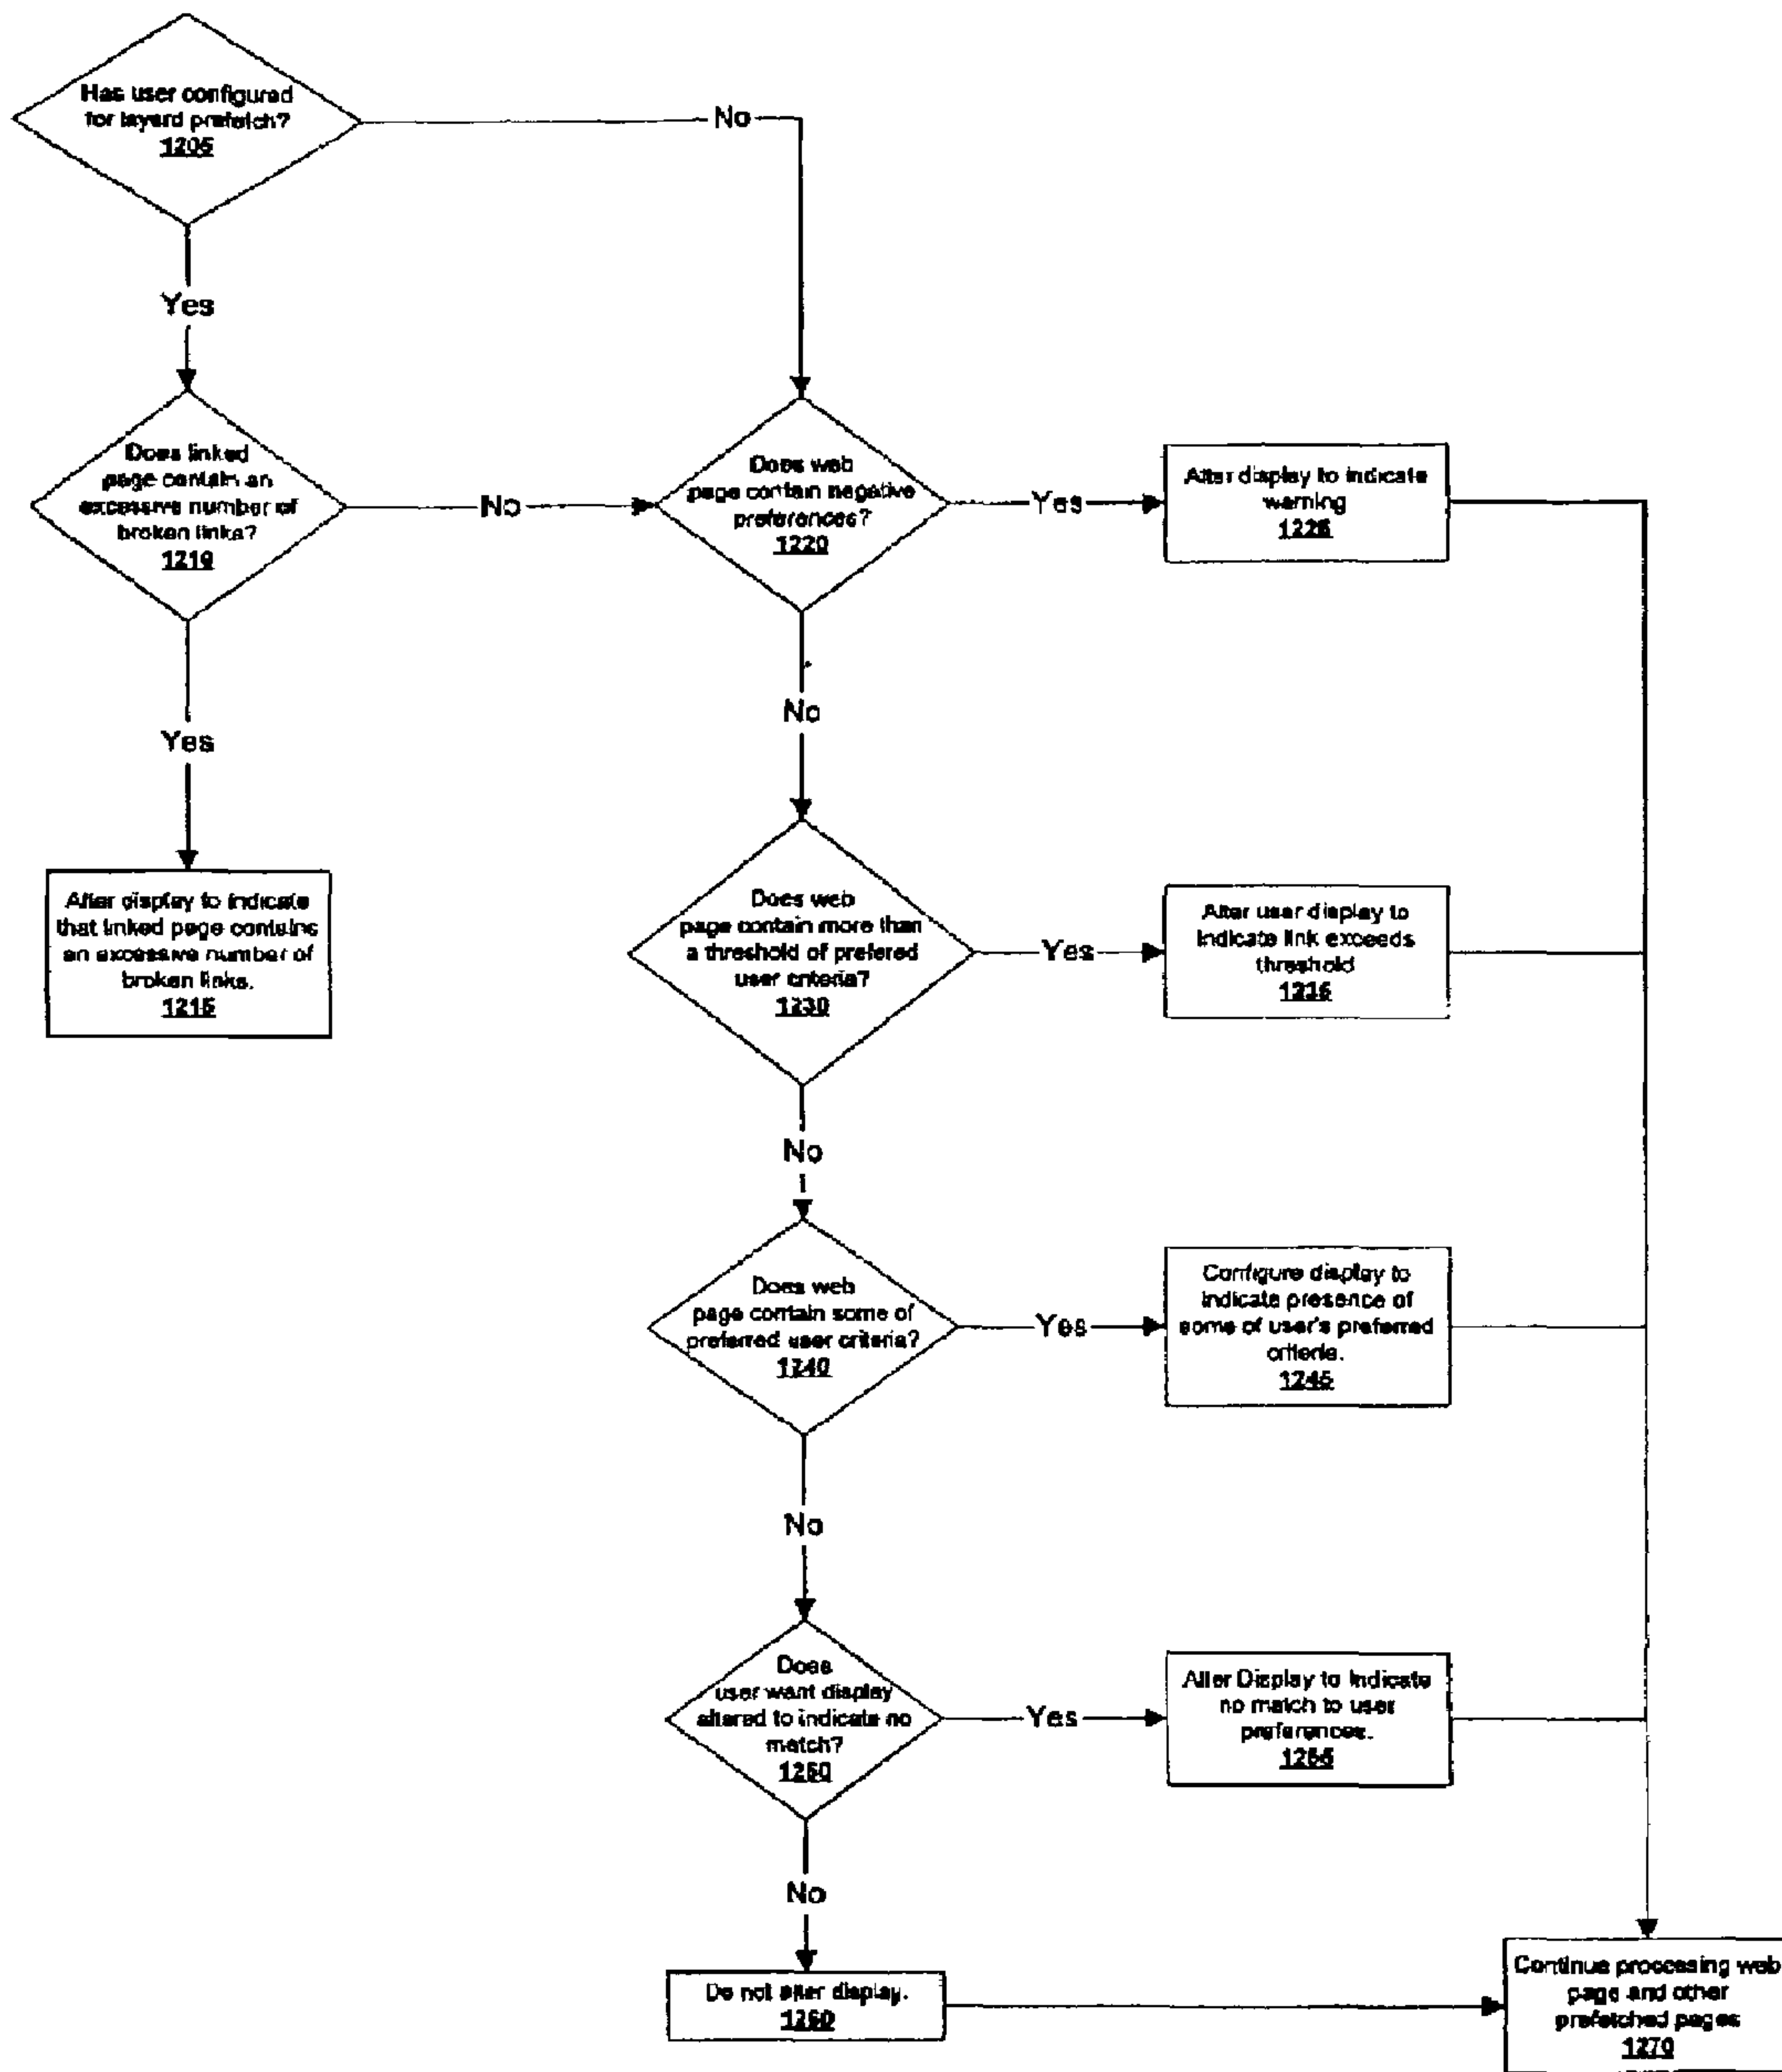 Has user configured
for layerd prefetch?
1205
No
Yes
Does linked
page contain an
excessive number of
broken links?
1210
No
Does web
page contain negative
preferences?
1220
Yes
Alter display to indicate
warning
1225
No
Yes
Alter display to indicate
that linked page contains
an excessive number of
broken links.
1215
Does web
page contain more than
a threshold of prefered
user criteria?
1230
Yes
Alter user display to
indicate link exceeds
threshold
1235
No
Does web
page contain some of
preferred user criteria?
1240
Yes
Configure display to
indicate presence of
some of user's preferred
criteria.
1245
No
Does
user want display
altered to indicate no
match?
1250
Yes
Alter Display to Indicate
no match to user
preferences.
1255
No
Do not alter display.
1260
Continue processing web
page and other
prefetched pages
1270